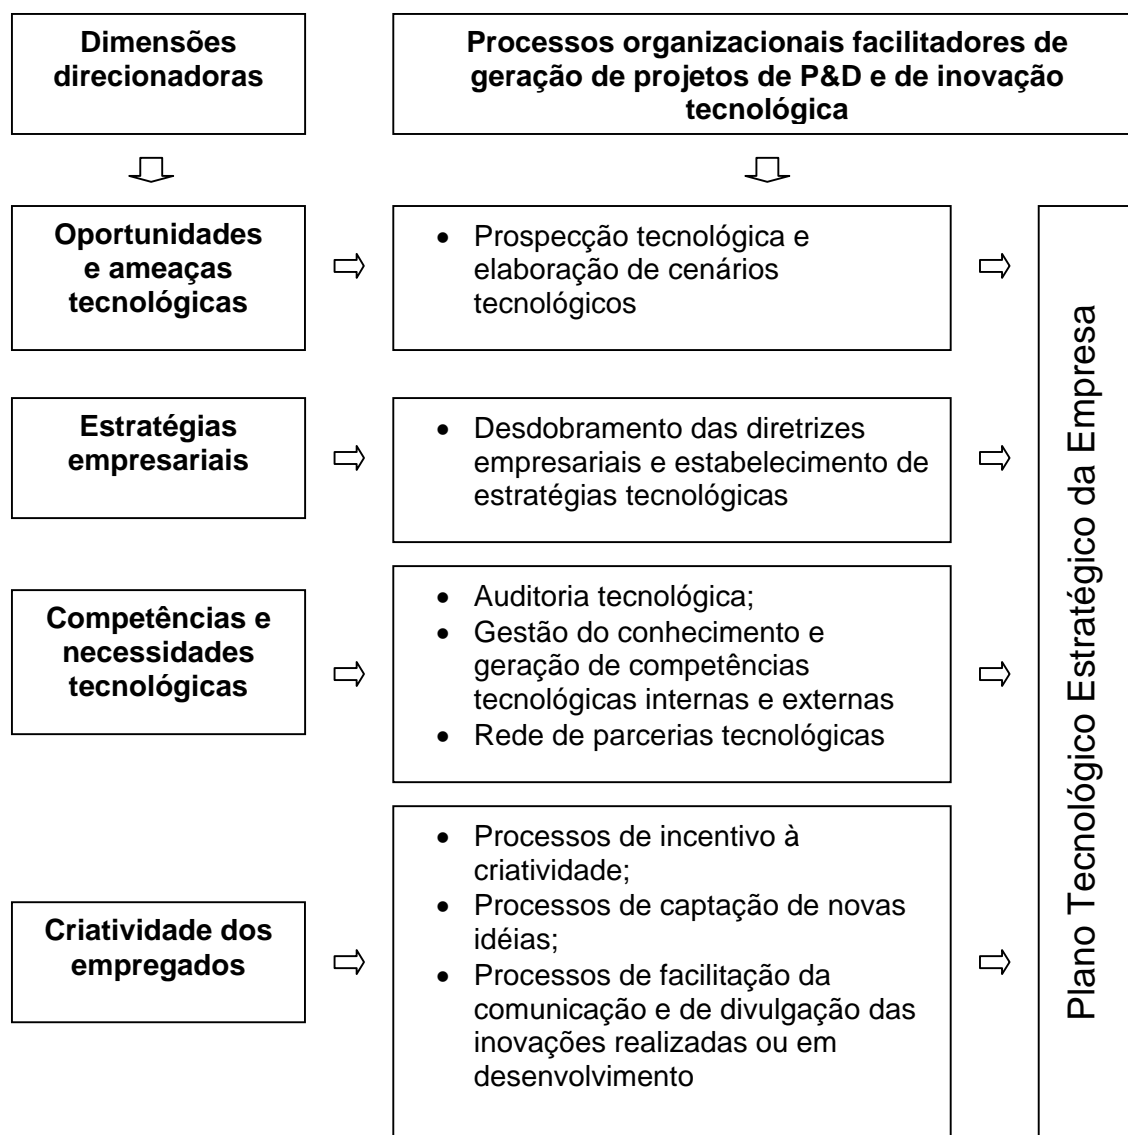 Dimensões
direcionadoras
Processos organizacionais facilitadores de
geração de projetos de P&D e de inovação
tecnológica
Oportunidades
e ameaças
tecnológicas
• Prospecção tecnológica e
elaboração de cenários
tecnológicos
Estratégias
empresariais
• Desdobramento das diretrizes
empresariais e estabelecimento de
estratégias tecnológicas
Competências e
necessidades
tecnológicas
• Auditoria tecnológica;
• Gestão do conhecimento e
geração de competências
tecnológicas internas e externas
• Rede de parcerias tecnológicas
Criatividade dos
empregados
• Processos de incentivo à
criatividade;
• Processos de captação de novas
idéias;
• Processos de facilitação da
comunicação e de divulgação das
inovações realizadas ou em
desenvolvimento
Plano Tecnológico Estratégico da Empresa